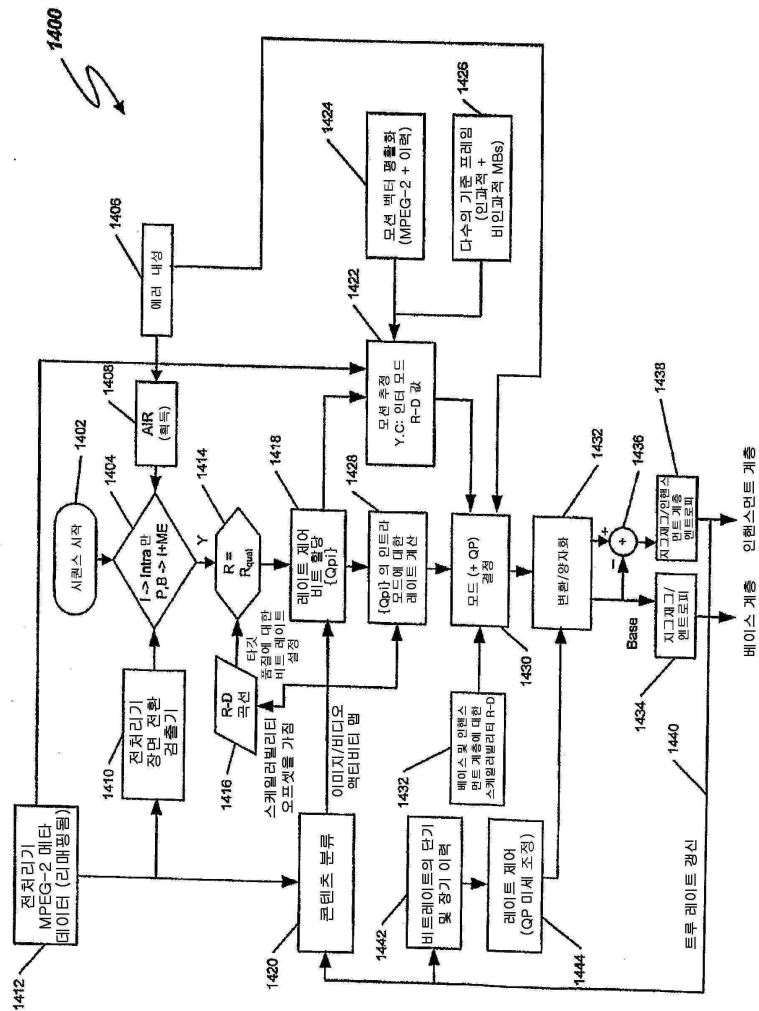 1400
시퀀스 시작
1402
에러 내성
1406
AIR
(획득)
1408
I -> Intra 만
P,B -> I+ME
1404
Y
전처리기
장면 전환
검출기
1410
전처리기
MPEG-2 메타
데이터 (리매핑됨)
1412
R =
Rqual
1414
R-D
곡선
1416
타깃
품질에 대한
비트 레이트
설정
스케일러빌리티
오프셋을 가짐
레이트 제어
비트 할당
{Qpi}
1418
콘텐츠 분류
1420
이미지/비디오
액티비티 맵
모션 추정
Y.C: 인터 모드
R-D 값
1422
모션 벡터 평활화
(MPEG-2 + 이력)
1424
다수의 기준 프레임
(인과적 +
비인과적 MBs)
1426
{Qpi} 의 인트라
모드에 대한
레이트 계산
1428
모드 (+ QP)
결정
1430
베이스 및 인핸스
먼트 계층에 대한
스케일러빌리티 R-D
1432
변환/양자화
1432
+
-
+
1436
Base
지그재그/
엔트로피
1434
지그재그/인핸스
먼트 계층
엔트로피
1438
비트레이트의 단기
및 장기 이력
1442
레이트 제어
(QP 미세 조정)
1444
트루 레이트 갱신
1440
베이스 계층
인핸스먼트 계층